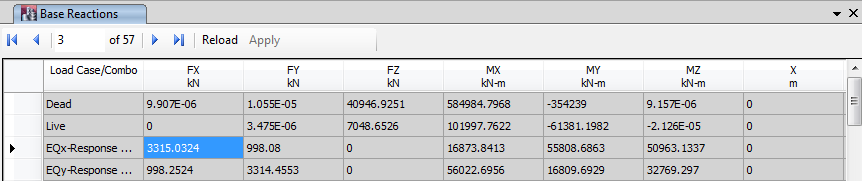 Base Reactions
3 of 57 Reload Apply
Load Case/Combo FX kN FY kN FZ kN MX kN-m MY kN-m MZ kN-m X m
Dead 9.907E-06 1.055E-05 40946.9251 584984.7968 -354239 9.157E-06 0
Live 0 3.475E-06 7048.6526 101997.7622 -61381.1982 -2.126E-05 0
EQx-Response ... 3315.0324 998.08 0 16873.8413 55808.6863 50963.1337 0
EQy-Response ... 998.2524 3314.4553 0 56022.6956 16809.6929 32769.297 0